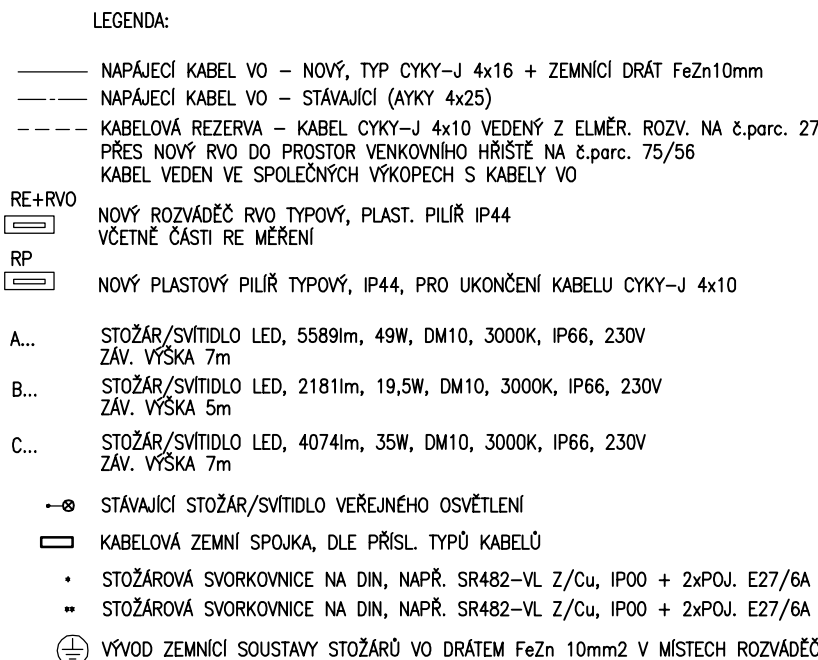 LEGENDA:
NAPÁJECÍ KABEL VO – NOVÝ, TYP CYKY–J 4x16 + ZEMNÍCÍ DRÁT FeZn10mm
NAPÁJECÍ KABEL VO – STÁVAJÍCÍ (AYKY 4x25)
KABELOVÁ REZERVA – KABEL CYKY–J 4x10 VEDENÝ Z ELMĚR. ROZV. NA č.parc. 27
PŘES NOVÝ RVO DO PROSTOR VENKOVNÍHO HŘIŠTĚ NA č.parc. 75/56
KABEL VEDEN VE SPOLEČNÝCH VÝKOPECH S KABELY VO
RE+RVO
NOVÝ ROZVÁDĚČ RVO TYPOVÝ, PLAST. PILÍŘ IP44
VČETNĚ ČÁSTI RE MĚŘENÍ
RP
NOVÝ PLASTOVÝ PILÍŘ TYPOVÝ, IP44, PRO UKONČENÍ KABELU CYKY–J 4x10
A... STOŽÁR/SVÍTIDLO LED, 5589lm, 49W, DM10, 3000K, IP66, 230V
ZÁV. VÝŠKA 7m
B... STOŽÁR/SVÍTIDLO LED, 2181lm, 19,5W, DM10, 3000K, IP66, 230V
ZÁV. VÝŠKA 5m
C... STOŽÁR/SVÍTIDLO LED, 4074lm, 35W, DM10, 3000K, IP66, 230V
ZÁV. VÝŠKA 7m
STÁVAJÍCÍ STOŽÁR/SVÍTIDLO VEŘEJNÉHO OSVĚTLENÍ
KABELOVÁ ZEMNÍ SPOJKA, DLE PŘÍSL. TYPŮ KABELŮ
* STOŽÁROVÁ SVORKOVNICE NA DIN, NAPŘ. SR482–VL Z/Cu, IP00 + 2xPOJ. E27/6A
** STOŽÁROVÁ SVORKOVNICE NA DIN, NAPŘ. SR482–VL Z/Cu, IP00 + 2xPOJ. E27/6A
VÝVOD ZEMNÍCÍ SOUSTAVY STOŽÁRŮ VO DRÁTEM FeZn 10mm2 V MÍSTECH ROZVÁDĚČ